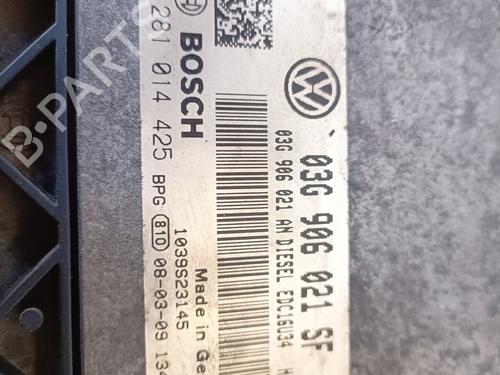 B-PARTS
BOSCH
281 014 425 BPG 810 08-03-09 134
1039S23145
Made in Ge
03G 906 021 AN DIESEL EDC16U34 H
03G 906 021 SF